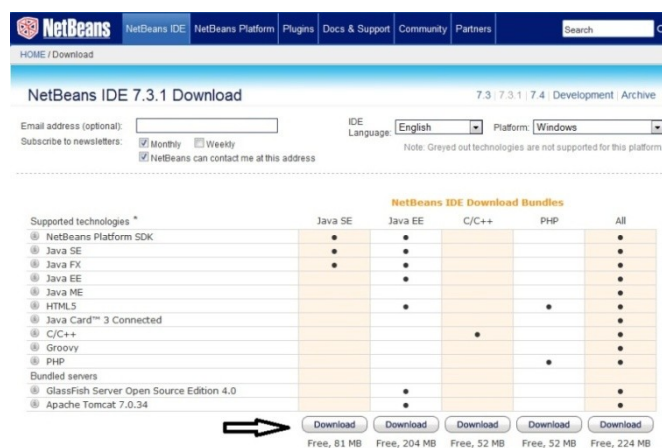 NetBeans NetBeans IDE NetBeans Platform Plugins Docs & Support Community Partners Search
HOME / Download
NetBeans IDE 7.3.1 Download 7.3 | 7.3.1 | 7.4 | Development | Archive
Email address (optional): IDE Language: English Platform: Windows
Subscribe to newsletters: Monthly Weekly Note: Greyed out technologies are not supported for this platform
NetBeans can contact me at this address
NetBeans IDE Download Bundles
Supported technologies * Java SE Java EE C/C++ PHP All
NetBeans Platform SDK • • •
Java SE • • •
Java FX • • •
Java EE • •
Java ME •
HTML5 • • •
Java Card™ 3 Connected •
C/C++ • •
Groovy •
PHP • •
Bundled servers
GlassFish Server Open Source Edition 4.0 • •
Apache Tomcat 7.0.34 • •
Download Download Download Download Download
Free, 81 MB Free, 204 MB Free, 52 MB Free, 52 MB Free, 224 MB